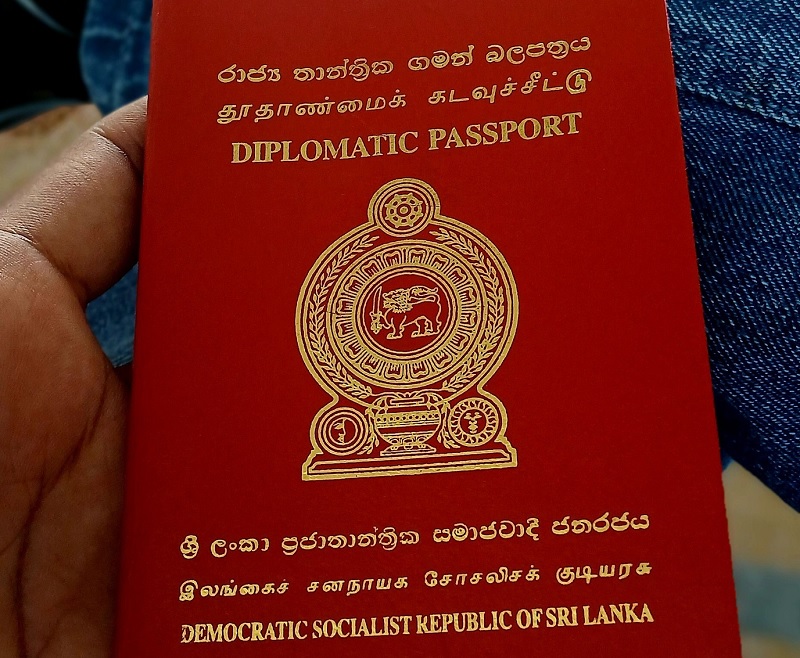 රාජ්‍ය තාන්ත්‍රික ගමන් බලපත්‍රය
தூதாண்மைக் கடவுச்சீட்டு
DIPLOMATIC PASSPORT
ශ්‍රී ලංකා ප්‍රජාතාන්ත්‍රික සමාජවාදී ජනරජය
இலங்கைச் சனநாயக சோசலிசக் குடியரசு
DEMOCRATIC SOCIALIST REPUBLIC OF SRI LANKA